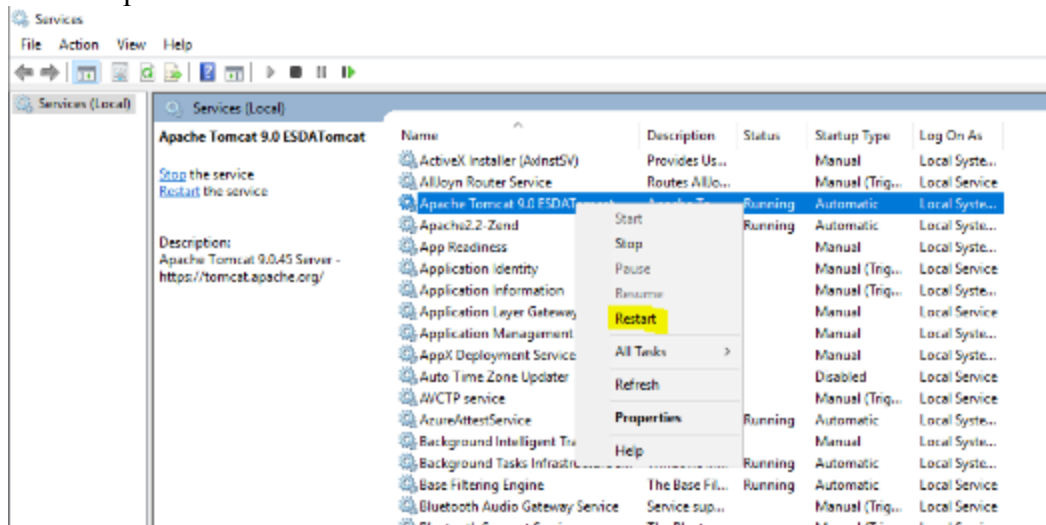 Services
File Action View Help
Services (Local)
Services (Local)
Apache Tomcat 9.0 ESDATomcat
Stop the service
Restart the service
Description:
Apache Tomcat 9.0.45 Server -
https://tomcat.apache.org/
Name Description Status Startup Type Log On As
ActiveX Installer (AxInstSV) Provides Us... Manual Local Syste...
AllJoyn Router Service Routes AllJo... Manual (Trig... Local Service
Apache Tomcat 9.0 ESDATomcat Apache To... Running Automatic Local Syste...
Apache2.2-Zend Running Automatic Local Syste...
App Readiness Manual Local Syste...
Application Identity Manual (Trig... Local Service
Application Information Manual (Trig... Local Syste...
Application Layer Gateway Manual Local Service
Application Management Manual Local Syste...
AppX Deployment Service Manual Local Syste...
Auto Time Zone Updater Disabled Local Service
AVCTP service Manual (Trig... Local Service
AzureAttestService Running Automatic Local Syste...
Background Intelligent Tra Manual Local Syste...
Background Tasks Infrastruc Running Automatic Local Syste...
Base Filtering Engine The Base Fil... Running Automatic Local Service
Bluetooth Audio Gateway Service Service sup... Manual (Trig... Local Service
Start
Stop
Pause
Resume
Restart
All Tasks >
Refresh
Properties
Help